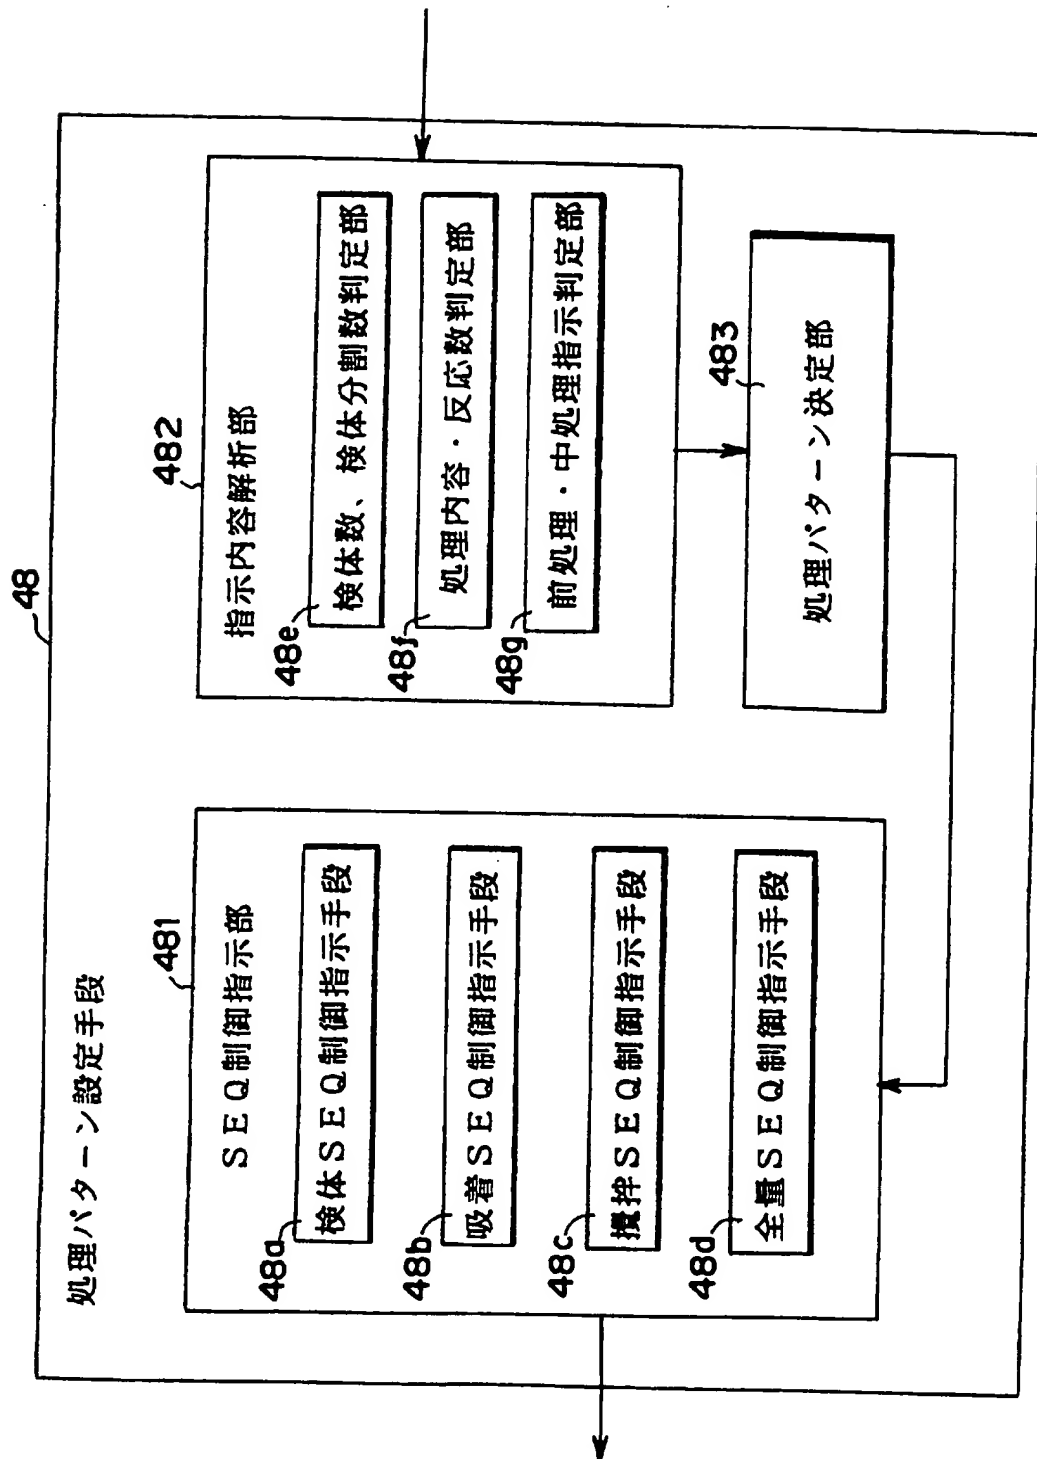 48
処理パターン設定手段
481
SEQ制御指示部
48a
検体SEQ制御指示手段
48b
吸着SEQ制御指示手段
48c
攪拌SEQ制御指示手段
48d
全量SEQ制御指示手段
482
指示内容解析部
48e
検体数、検体分割数判定部
48f
処理内容・反応数判定部
48g
前処理・中処理指示判定部
483
処理パターン決定部